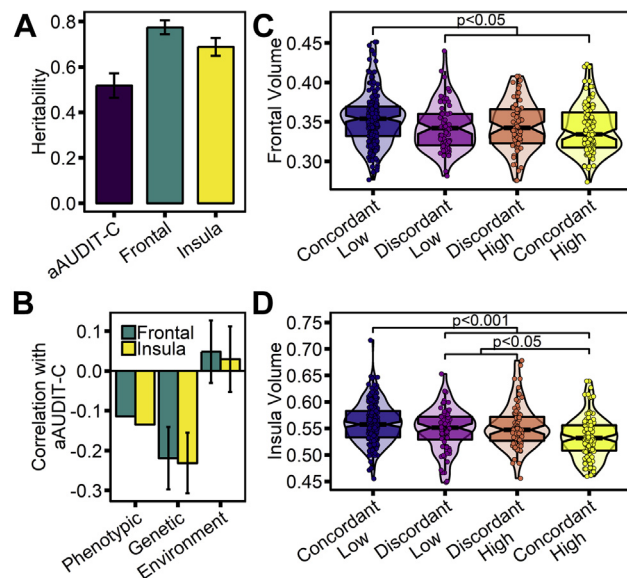 A
0.8
0.6
0.4
0.2
0.0
Heritability
aAUDIT-C
Frontal
Insula
B
Frontal
Insula
0.1
0.0
-0.1
-0.2
-0.3
Correlation with
aAUDIT-C
Phenotypic
Genetic
Environment
C
p<0.05
0.45
0.40
0.35
0.30
Frontal Volume
Concordant
Low
Discordant
Low
Discordant
High
Concordant
High
D
p<0.001
p<0.05
0.75
0.70
0.65
0.60
0.55
0.50
0.45
Insula Volume
Concordant
Low
Discordant
Low
Discordant
High
Concordant
High